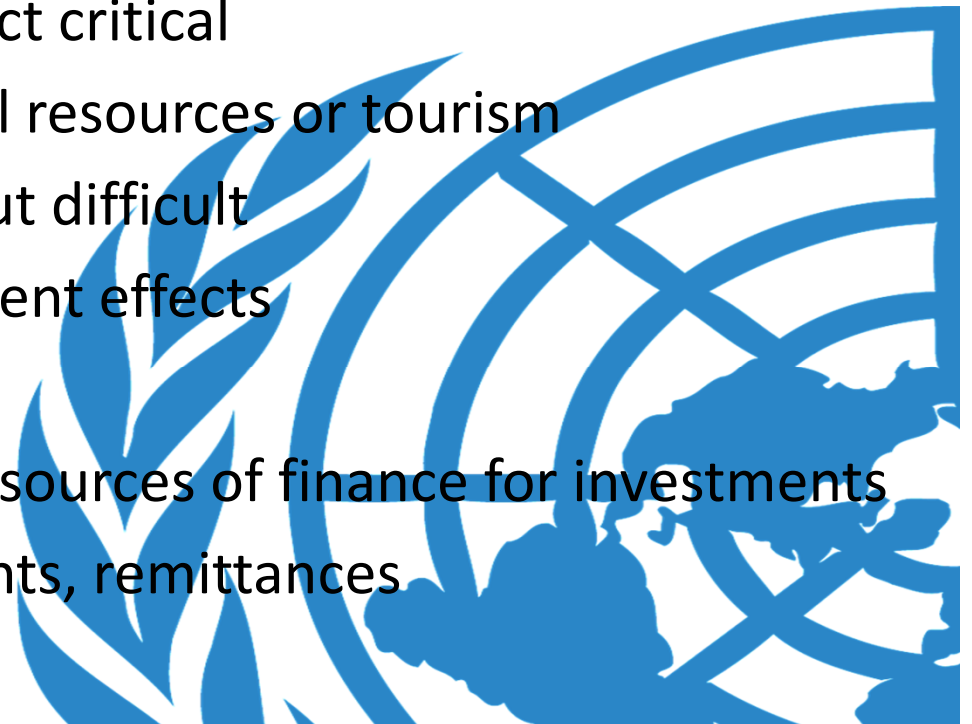 ct critical
l resources or tourism
ut difficult
ent effects
sources of finance for investments
nts, remittances